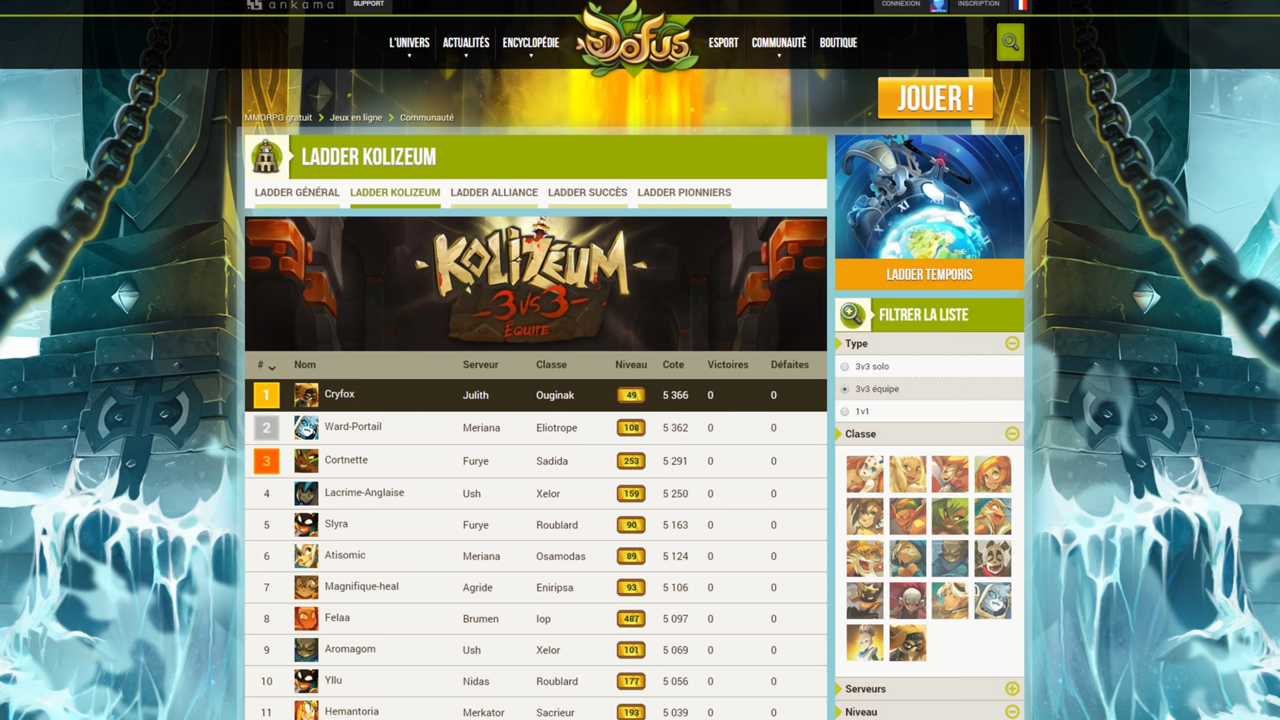 ankama SUPPORT CONNEXION INSCRIPTION
L'UNIVERS ACTUALITÉS ENCYCLOPÉDIE DOFUS ESPORT COMMUNAUTÉ BOUTIQUE
JOUER !
MMORPG gratuit Jeux en ligne Communauté
LADDER KOLIZEUM
LADDER GÉNÉRAL LADDER KOLIZEUM LADDER ALLIANCE LADDER SUCCÈS LADDER PIONNIERS
KOLIZÉUM
3VS3
ÉQUIPE
# Nom Serveur Classe Niveau Cote Victoires Défaites
1 Cryfox Julith Ouginak 49 5 366 0 0
2 Ward-Portail Meriana Eliotrope 108 5 362 0 0
3 Cortnette Furye Sadida 253 5 291 0 0
4 Lacrime-Anglaise Ush Xelor 159 5 250 0 0
5 Slyra Furye Roublard 90 5 163 0 0
6 Atisomic Meriana Osamodas 89 5 124 0 0
7 Magnifique-heal Agride Eniripsa 93 5 106 0 0
8 Felaa Brumen Iop 487 5 097 0 0
9 Aromagom Ush Xelor 101 5 069 0 0
10 Yllu Nidas Roublard 177 5 056 0 0
11 Hemantoria Merkator Sacrieur 193 5 039 0 0
LADDER TEMPORIS
FILTRER LA LISTE
Type
3v3 solo
3v3 équipe
1v1
Classe
Serveurs
Niveau